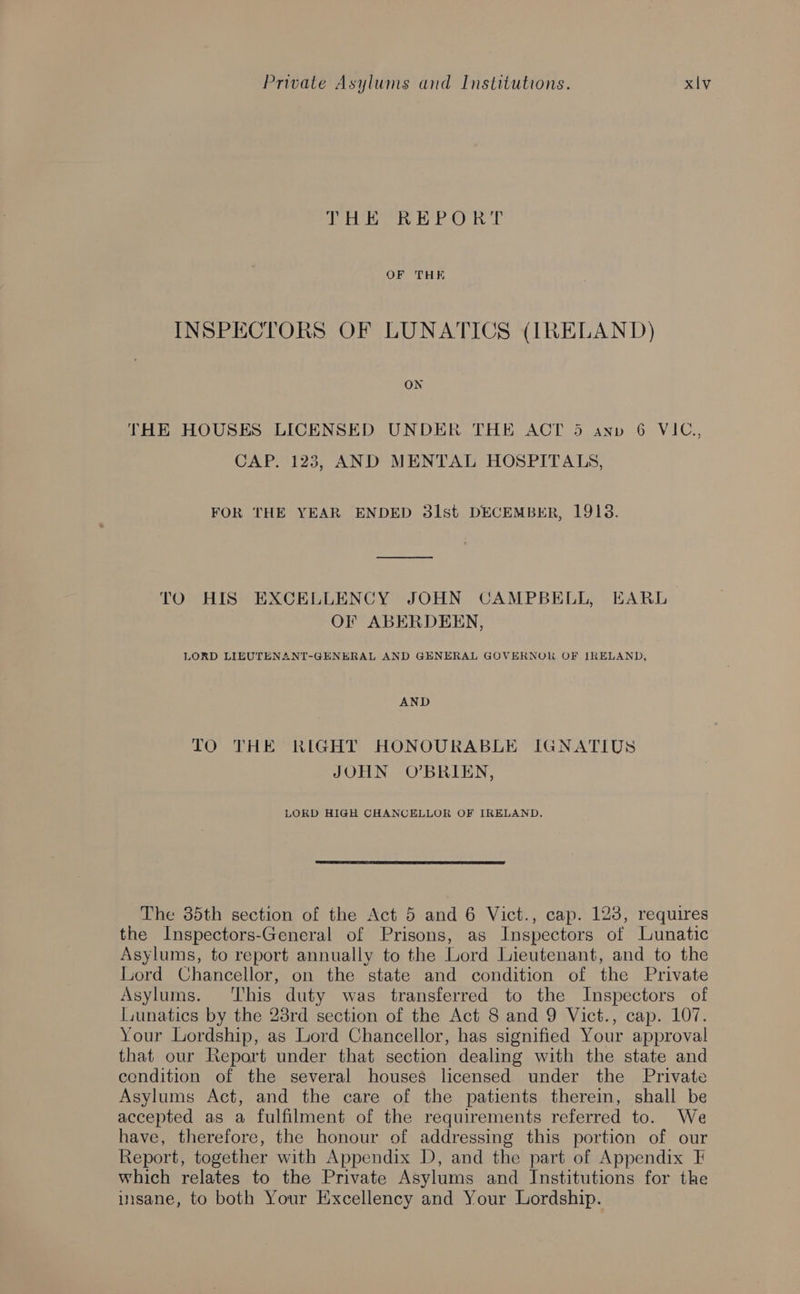 Private Asylums and Institutions. xlv
THE REPORT
OF THE
INSPECTORS OF LUNATICS (IRELAND)
ON
THE HOUSES LICENSED UNDER THE ACT 5 AND 6 VIC.,
CAP. 123, AND MENTAL HOSPITALS,
FOR THE YEAR ENDED 31st DECEMBER, 1913.
TO HIS EXCELLENCY JOHN CAMPBELL, EARL
OF ABERDEEN,
LORD LIEUTENANT-GENERAL AND GENERAL GOVERNOR OF IRELAND,
AND
TO THE RIGHT HONOURABLE IGNATIUS
JOHN O'BRIEN,
LORD HIGH CHANCELLOR OF IRELAND.
The 35th section of the Act 5 and 6 Vict., cap. 123, requires
the Inspectors-General of Prisons, as Inspectors of Lunatic
Asylums, to report annually to the Lord Lieutenant, and to the
Lord Chancellor, on the state and condition of the Private
Asylums. This duty was transferred to the Inspectors of
Lunatics by the 23rd section of the Act 8 and 9 Vict., cap. 107.
Your Lordship, as Lord Chancellor, has signified Your approval
that our Report under that section dealing with the state and
condition of the several houses licensed under the Private
Asylums Act, and the care of the patients therein, shall be
accepted as a fulfilment of the requirements referred to. We
have, therefore, the honour of addressing this portion of our
Report, together with Appendix D, and the part of Appendix F
which relates to the Private Asylums and Institutions for the
insane, to both Your Excellency and Your Lordship.